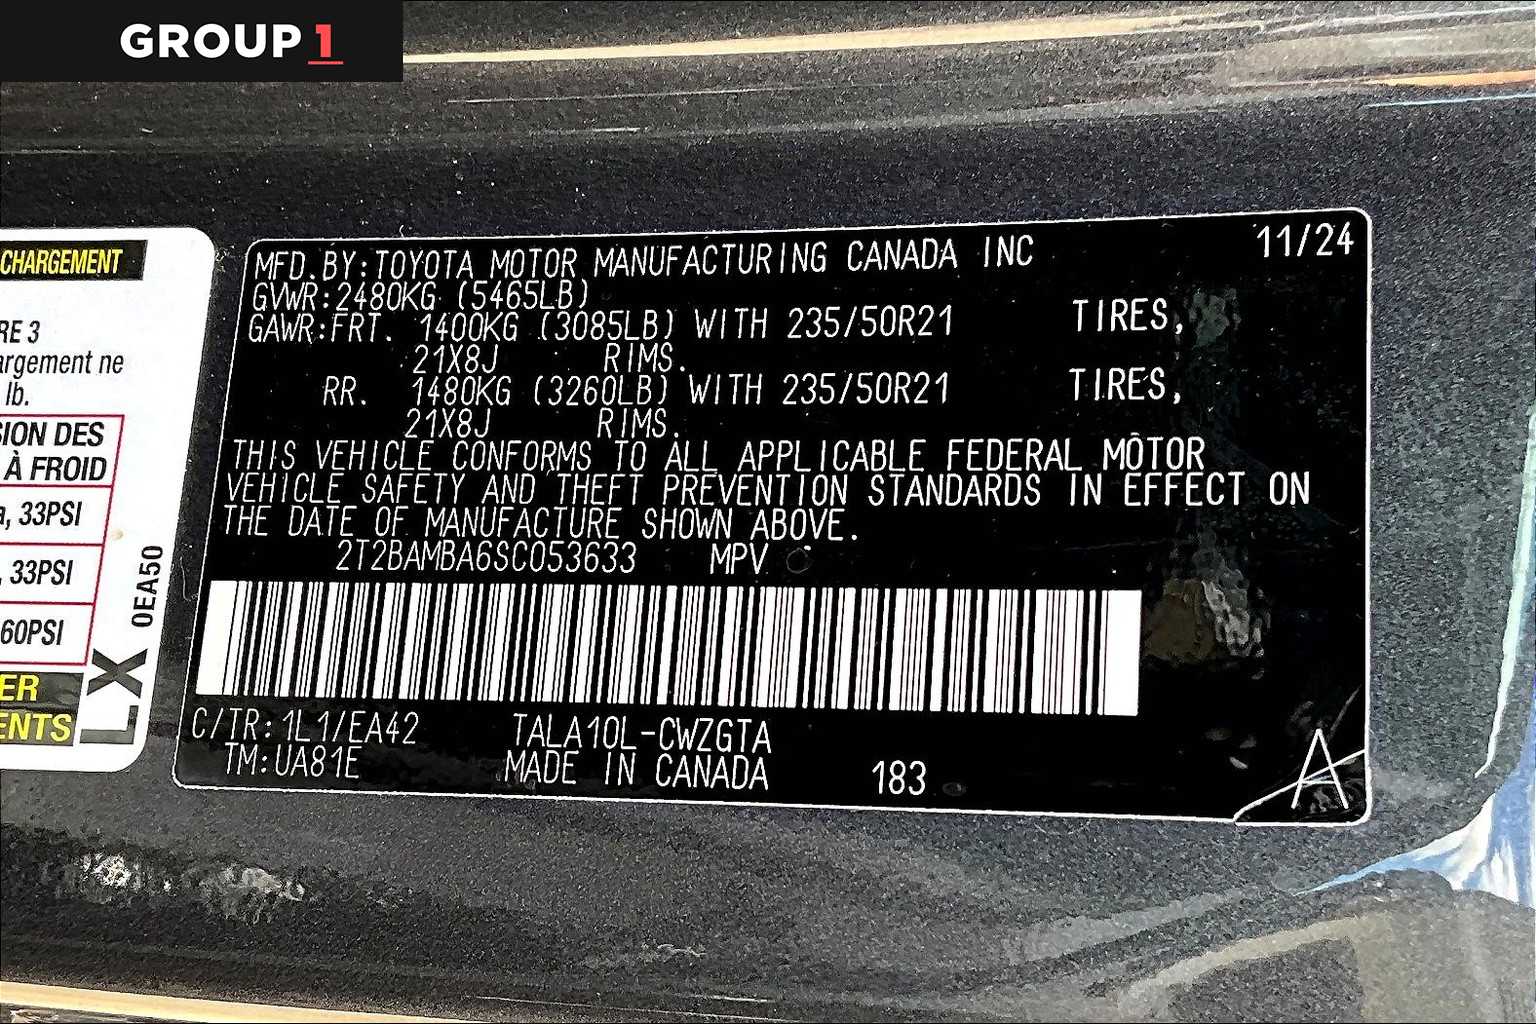 GROUP 1
CHARGEMENT
RE 3
argement ne
lb.
SION DES
À FROID
a, 33PSI
, 33PSI
60PSI
ER
ENTS
LX 0EA50
MFD.BY:TOYOTA MOTOR MANUFACTURING CANADA INC 11/24
GVWR:2480KG (5465LB)
GAWR:FRT. 1400KG (3085LB) WITH 235/50R21 TIRES,
21X8J RIMS.
RR. 1480KG (3260LB) WITH 235/50R21 TIRES,
21X8J RIMS.
THIS VEHICLE CONFORMS TO ALL APPLICABLE FEDERAL MOTOR
VEHICLE SAFETY AND THEFT PREVENTION STANDARDS IN EFFECT ON
THE DATE OF MANUFACTURE SHOWN ABOVE.
2T2BAMBA6SC053633 MPV
C/TR:1L1/EA42 TALA10L-CWZGTA
TM:UA81E MADE IN CANADA 183
A